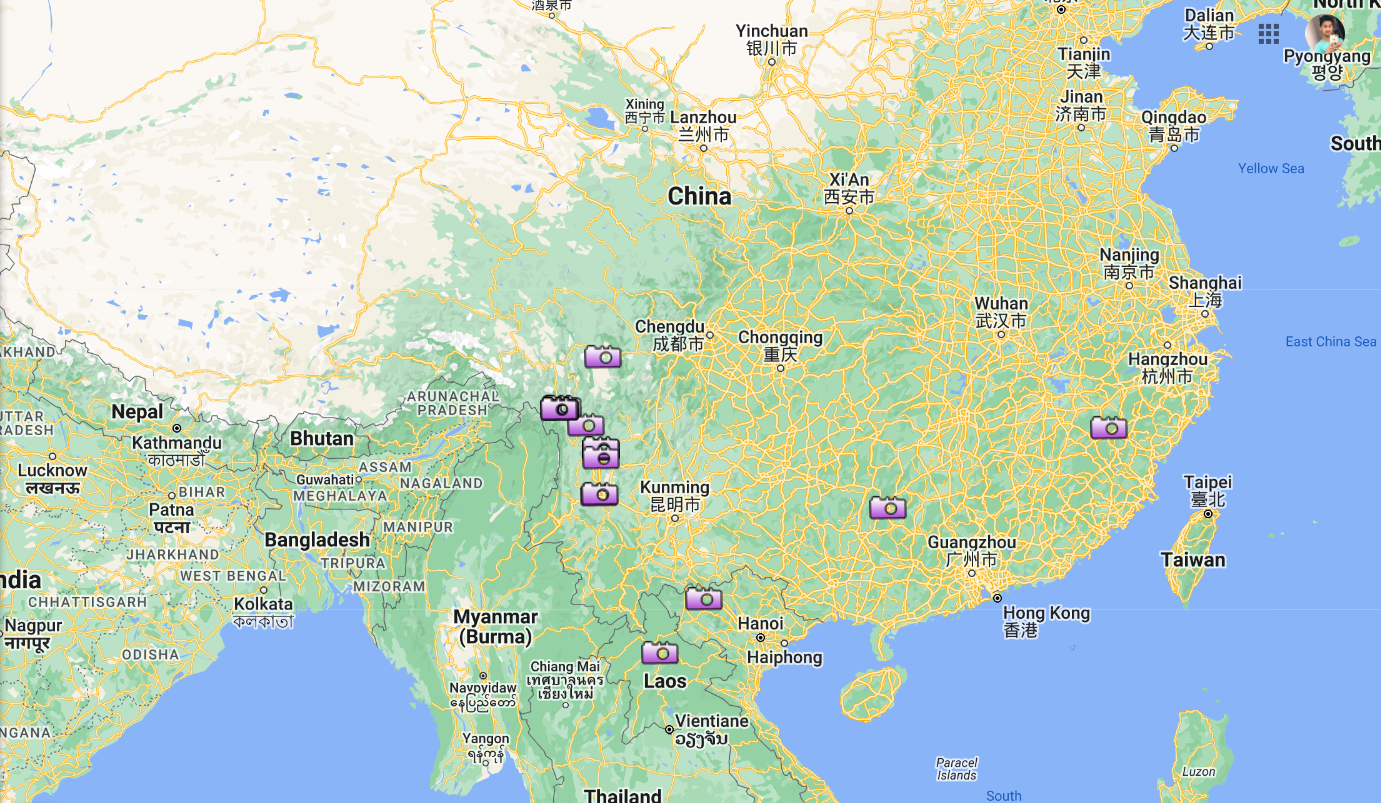 酒泉市
Yinchuan
银川市
Dalian
大连市
North K
Tianjin
天津
Pyongyang
평양
Xining
西宁市
Lanzhou
兰州市
Jinan
济南市
Qingdao
青岛市
South
Yellow Sea
China
Xi'An
西安市
Nanjing
南京市
Shanghai
上海
Wuhan
武汉市
Chengdu
成都市
Chongqing
重庆
East China Sea
Hangzhou
杭州市
AKHAND
ARUNACHAL
PRADESH
Nepal
UTTAR
RADESH
Kathmandu
काठमाडौँ
Bhutan
ASSAM
Lucknow
लखनऊ
Guwahati
NAGALAND
MEGHALAYA
BIHAR
Patna
पटना
Kunming
昆明市
Taipei
臺北
MANIPUR
Bangladesh
Guangzhou
广州市
JHARKHAND
TRIPURA
Taiwan
ndia
WEST BENGAL
MIZORAM
CHHATTISGARH
Kolkata
কলকাতা
Myanmar
(Burma)
Hong Kong
香港
Nagpur
नागपूर
Hanoi
ODISHA
Haiphong
Chiang Mai
เทศบาลนคร
เชียงใหม่
Laos
Naypyidaw
နေပြည်တော်
Vientiane
ວຽງຈັນ
NGANA
Yangon
ရန်ကုန်
Paracel
Islands
Luzon
South
Thailand